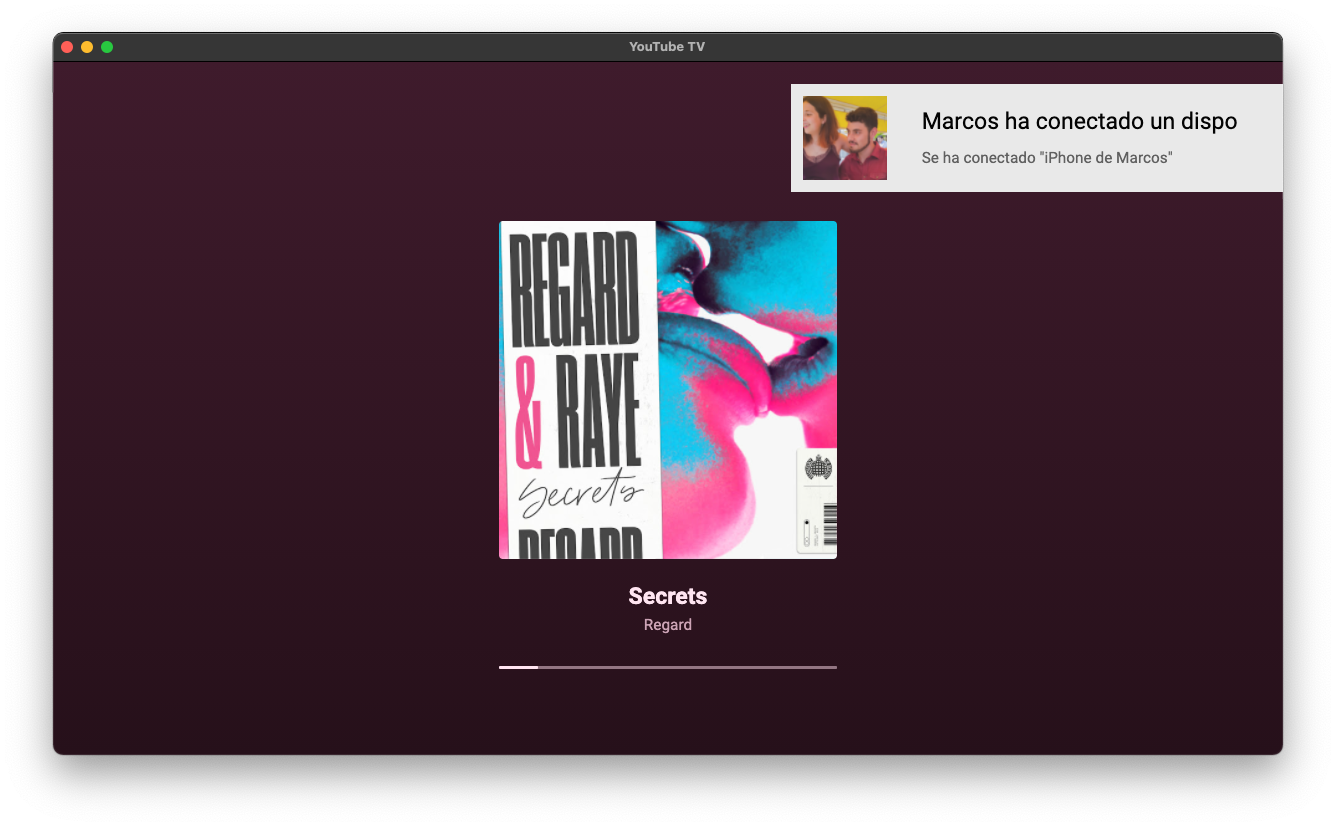 YouTube TV
Marcos ha conectado un dispo
Se ha conectado "iPhone de Marcos"
REGARD
& RAYE
Secrets
REGARD
Secrets
Regard